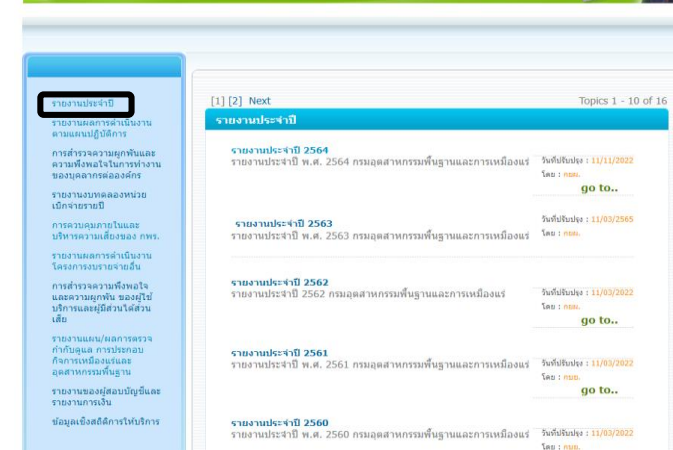 รายงานประจำปี
รายงานผลการดำเนินงาน
ตามแผนปฏิบัติการ
การสำรวจความผูกพันและ
ความพึงพอใจในการทำงาน
ของบุคลากรต่อองค์กร
รายงานงบทดลองหน่วย
เบิกจ่ายรายปี
การควบคุมภายในและ
บริหารความเสี่ยงของ กพร.
รายงานผลการดำเนินงาน
โครงการงบรายจ่ายอื่น
การสำรวจความพึงพอใจ
และความผูกพัน ของผู้ใช้
บริการและผู้มีส่วนได้ส่วน
เสีย
รายงานแผน/ผลการตรวจ
กำกับดูแล การประกอบ
กิจการเหมืองแร่และ
อุตสาหกรรมพื้นฐาน
รายงานของผู้สอบบัญชีและ
รายงานการเงิน
ข้อมูลเชิงสถิติการให้บริการ
[1] [2] Next
Topics 1 - 10 of 16
รายงานประจำปี
รายงานประจำปี 2564
รายงานประจำปี พ.ศ. 2564 กรมอุตสาหกรรมพื้นฐานและการเหมืองแร่
วันที่ปรับปรุง : 11/11/2022
โดย : กยผ.
go to..
รายงานประจำปี 2563
รายงานประจำปี พ.ศ. 2563 กรมอุตสาหกรรมพื้นฐานและการเหมืองแร่
วันที่ปรับปรุง : 11/03/2565
โดย : กยผ.
รายงานประจำปี 2562
รายงานประจำปี 2562 กรมอุตสาหกรรมพื้นฐานและการเหมืองแร่
วันที่ปรับปรุง : 11/03/2022
โดย : กยผ.
go to..
รายงานประจำปี 2561
รายงานประจำปี พ.ศ. 2561 กรมอุตสาหกรรมพื้นฐานและการเหมืองแร่
วันที่ปรับปรุง : 11/03/2022
โดย : กยผ.
go to..
รายงานประจำปี 2560
รายงานประจำปี พ.ศ. 2560 กรมอุตสาหกรรมพื้นฐานและการเหมืองแร่
วันที่ปรับปรุง : 11/03/2022
โดย : กยผ.